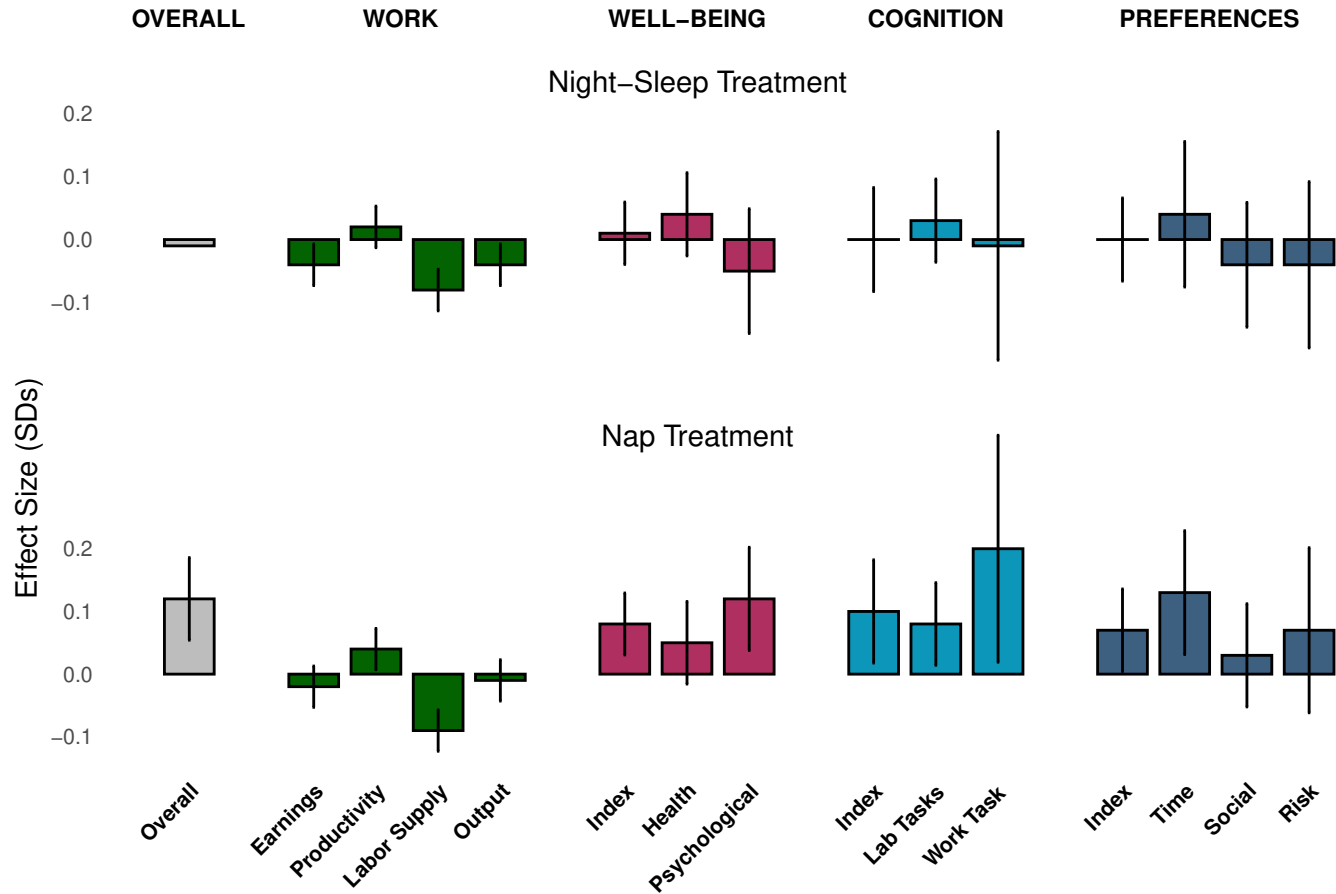 OVERALL WORK WELL−BEING COGNITION PREFERENCES
Night−Sleep Treatment
0.2
0.1
0.0
−0.1
Effect Size (SDs)
Nap Treatment
0.2
0.1
0.0
−0.1
Overall Earnings Productivity Labor Supply Output Index Health Psychological Index Lab Tasks Work Task Index Time Social Risk